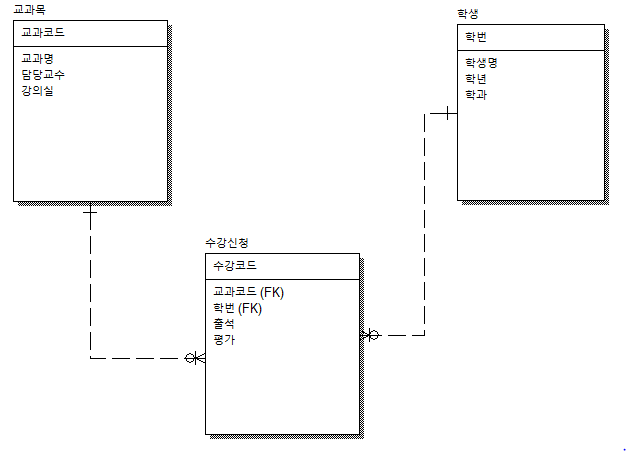 교과목
교과코드
교과명
담당교수
강의실
학생
학번
학생명
학년
학과
수강신청
수강코드
교과코드 (FK)
학번 (FK)
출석
평가